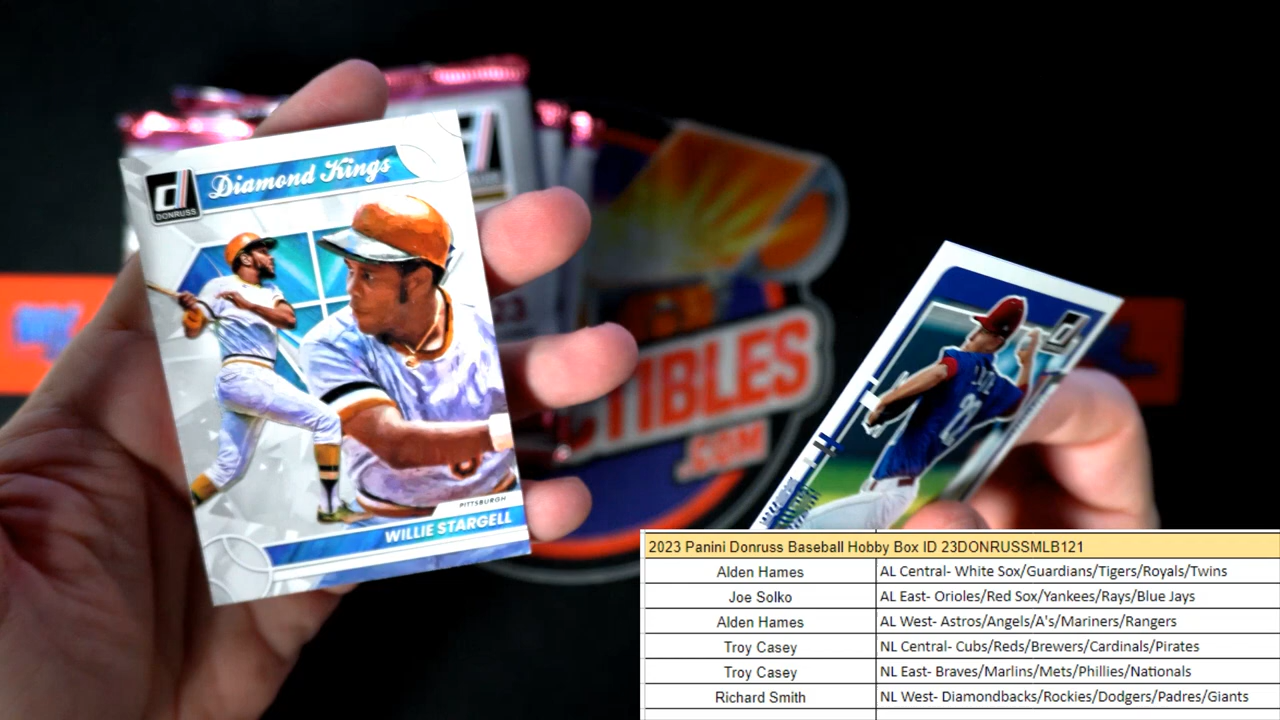 Diamond Kings
d
DONRUSS
PITTSBURGH
WILLIE STARGELL
CTIBLES
.COM
2023 Panini Donruss Baseball Hobby Box ID 23DONRUSSMLB121
Alden Hames AL Central- White Sox/Guardians/Tigers/Royals/Twins
Joe Solko AL East- Orioles/Red Sox/Yankees/Rays/Blue Jays
Alden Hames AL West- Astros/Angels/A's/Mariners/Rangers
Troy Casey NL Central- Cubs/Reds/Brewers/Cardinals/Pirates
Troy Casey NL East- Braves/Marlins/Mets/Phillies/Nationals
Richard Smith NL West- Diamondbacks/Rockies/Dodgers/Padres/Giants